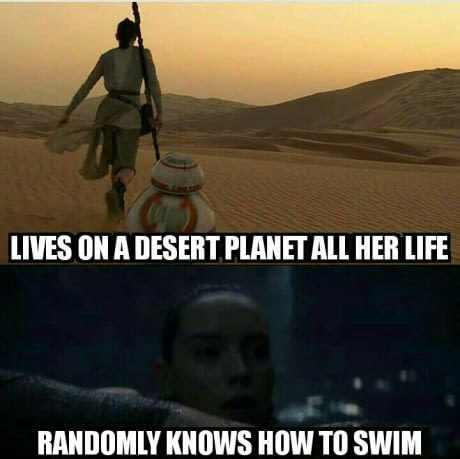 LIVES ON A DESERT PLANET ALL HER LIFE
RANDOMLY KNOWS HOW TO SWIM